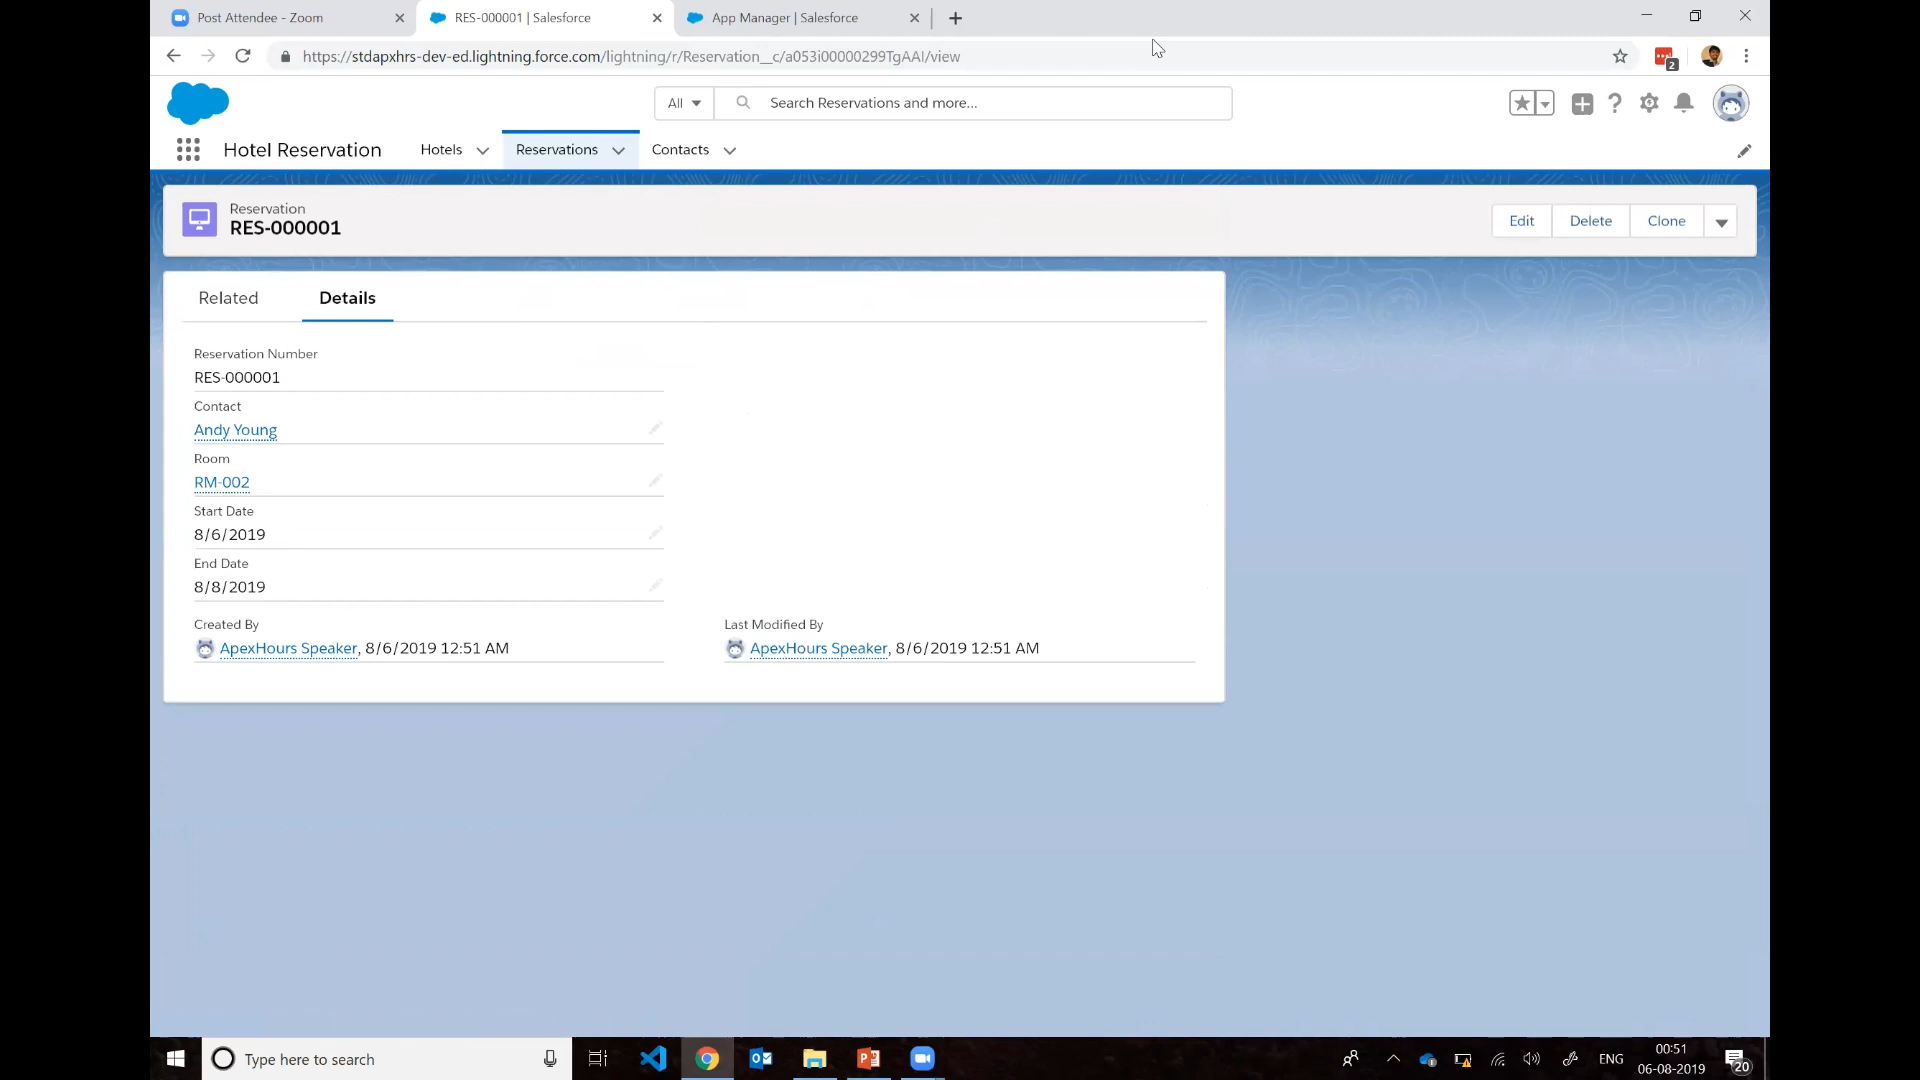 Post Attendee - Zoom
RES-000001 | Salesforce
App Manager | Salesforce
https://stdapxhrs-dev-ed.lightning.force.com/lightning/r/Reservation__c/a053i00000299TgAAI/view
2
All
Search Reservations and more...
Hotel Reservation
Hotels
Reservations
Contacts
Reservation
RES-000001
Edit
Delete
Clone
Related
Details
Reservation Number
RES-000001
Contact
Andy Young
Room
RM-002
Start Date
8/6/2019
End Date
8/8/2019
Created By
Last Modified By
ApexHours Speaker, 8/6/2019 12:51 AM
ApexHours Speaker, 8/6/2019 12:51 AM
Type here to search
ENG
00:51
06-08-2019
20